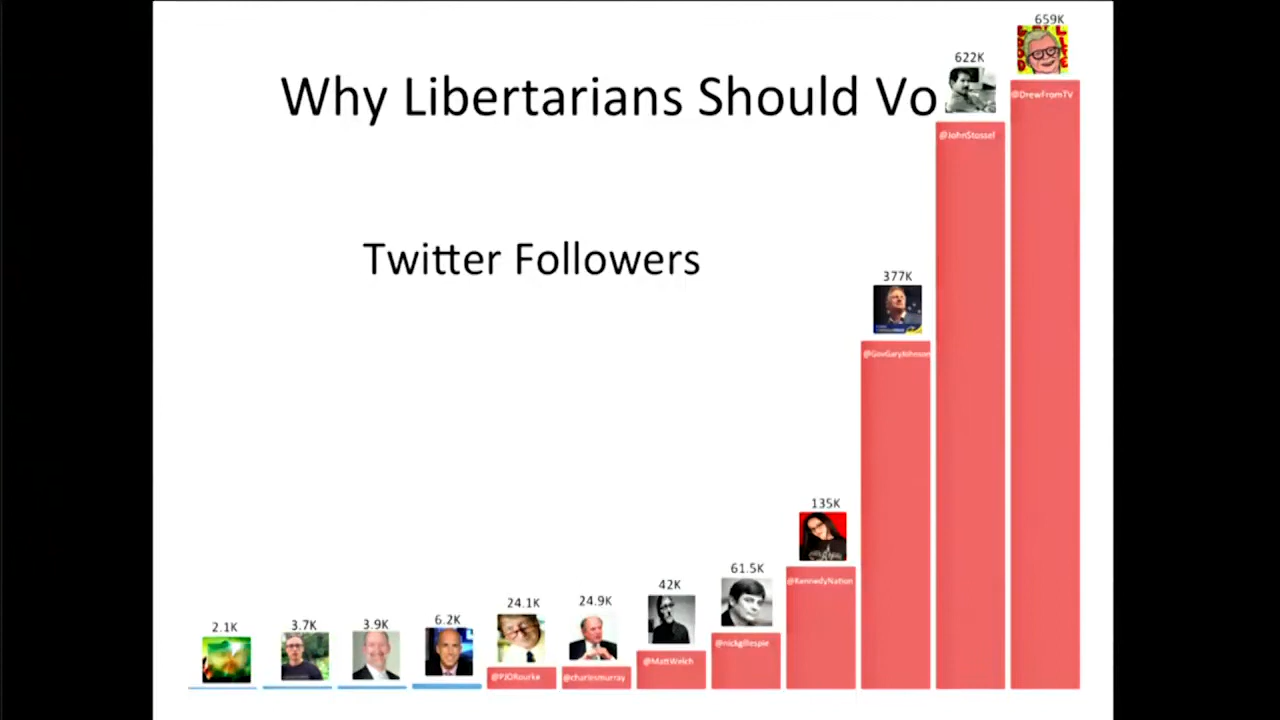 659K
622K
@DrewFromTV
Why Libertarians Should Vo
@JohnStossel
Twitter Followers
377K
@GovGaryJohnson
135K
@KennedyNation
61.5K
42K
24.1K
24.9K
2.1K
3.7K
3.9K
6.2K
@nickgillespie
@MattWelch
@PJORourke
@charlesmurray